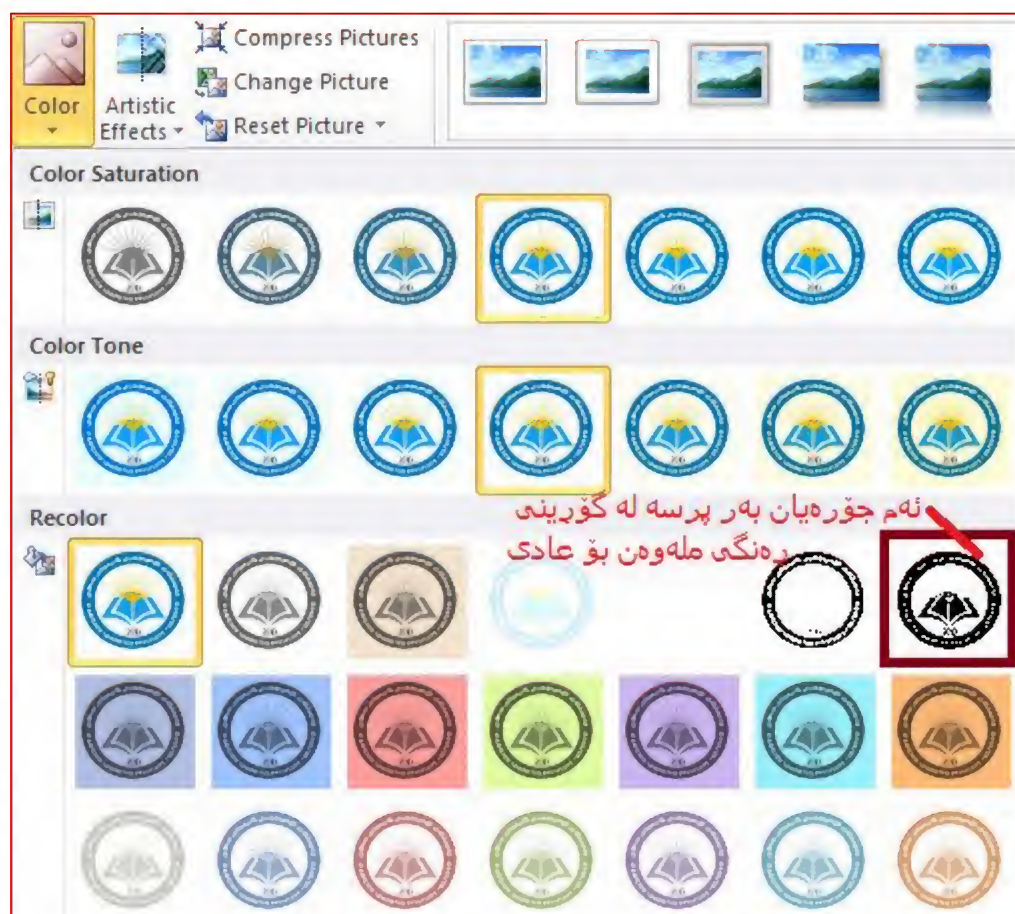 Color
Artistic
Effects
Compress Pictures
Change Picture
Reset Picture
Color Saturation
Color Tone
Recolor
ئەم جۆرەیان بەر پرسە لە گۆڕینی
ڕەنگی ملەوەن بۆ عادی